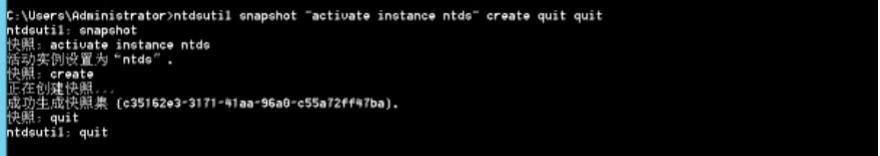 C:\Users\Administrator>ntdsutil snapshot "activate instance ntds" create quit quit
ntdsutil: snapshot
快照: activate instance ntds
活动实例设置为“ntds”.
快照: create
正在创建快照...
成功生成快照集 {c35162e3-3171-41aa-96a0-c55a72ff47ba}.
快照: quit
ntdsutil: quit